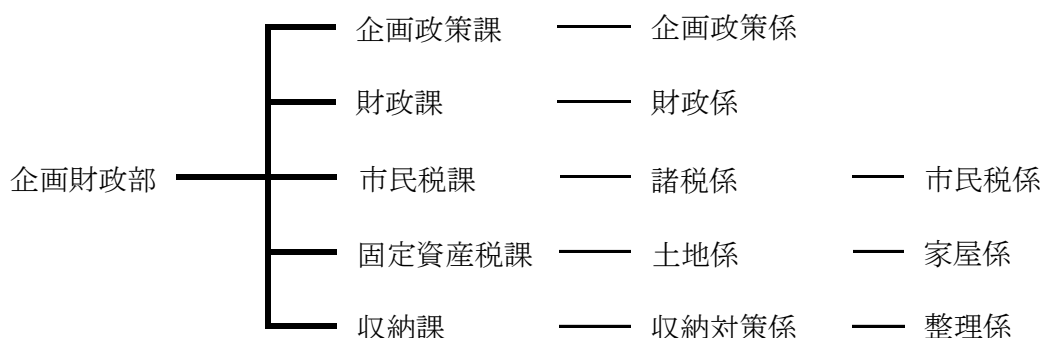 企画政策課 企画政策係
財政課 財政係
企画財政部 市民税課 諸税係 市民税係
固定資産税課 土地係 家屋係
収納課 収納対策係 整理係